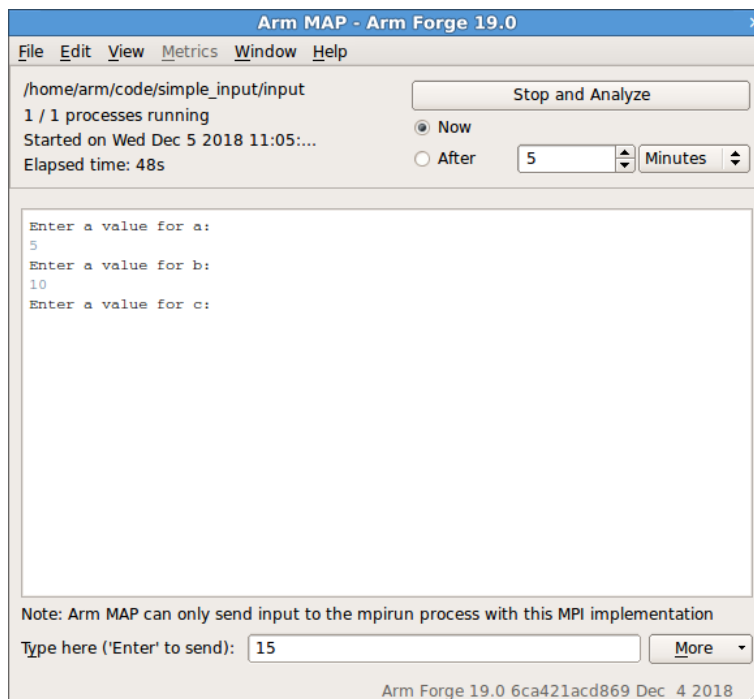 Arm MAP - Arm Forge 19.0
File Edit View Metrics Window Help
/home/arm/code/simple_input/input
1 / 1 processes running
Started on Wed Dec 5 2018 11:05:...
Elapsed time: 48s
Stop and Analyze
Now
After 5 Minutes
Enter a value for a:
5
Enter a value for b:
10
Enter a value for c:
Note: Arm MAP can only send input to the mpirun process with this MPI implementation
Type here ('Enter' to send): 15 More
Arm Forge 19.0 6ca421acd869 Dec 4 2018